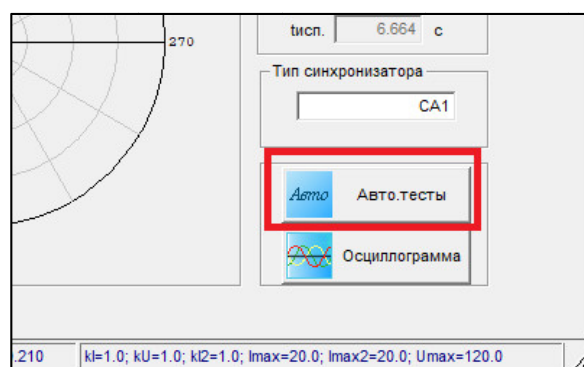 tисп. 6.664 с
270
Тип синхронизатора
СА1
Авто Авто.тесты
Осциллограмма
.210 kI=1.0; kU=1.0; kI2=1.0; Imax=20.0; Imax2=20.0; Umax=120.0